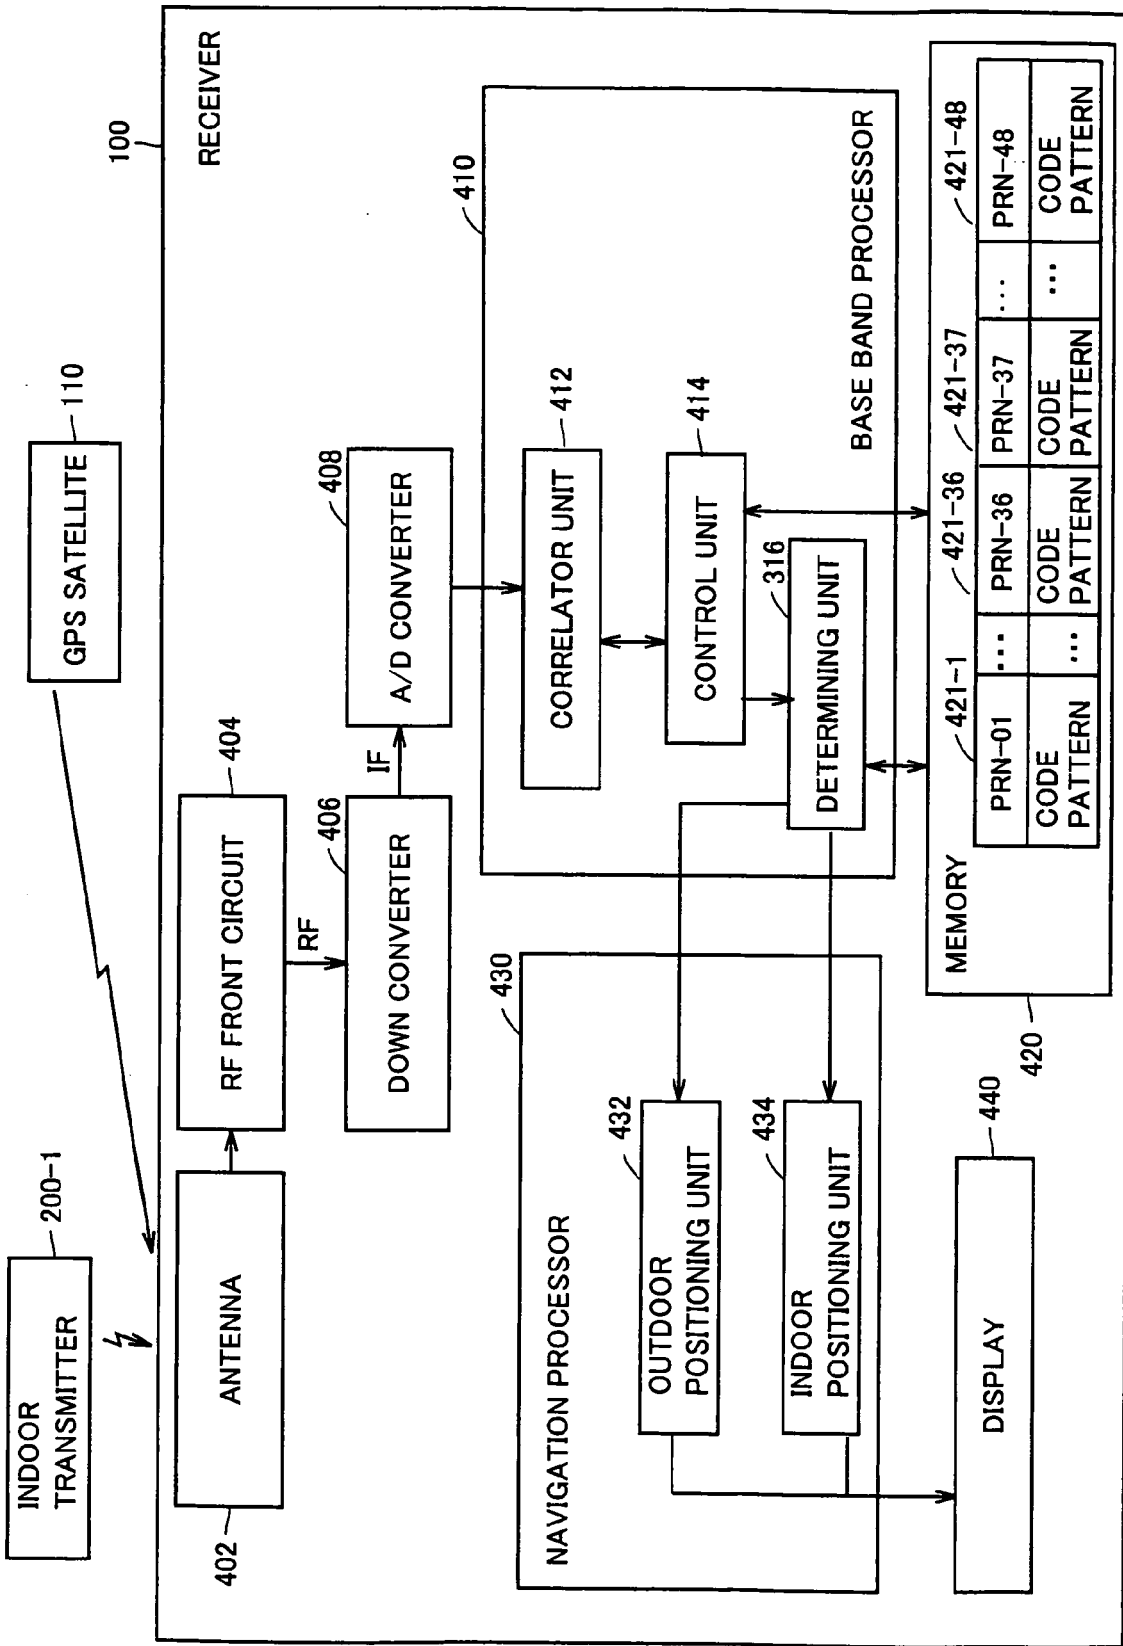 INDOOR
TRANSMITTER
200-1
GPS SATELLITE
110
100
RECEIVER
ANTENNA
402
RF FRONT CIRCUIT
404
RF
DOWN CONVERTER
406
IF
A/D CONVERTER
408
410
CORRELATOR UNIT
412
CONTROL UNIT
414
DETERMINING UNIT
316
BASE BAND PROCESSOR
NAVIGATION PROCESSOR
430
OUTDOOR
POSITIONING UNIT
432
INDOOR
POSITIONING UNIT
434
DISPLAY
440
MEMORY
420
421-1
421-36
421-37
421-48
PRN-01 ... PRN-36 PRN-37 ... PRN-48
CODE
PATTERN
...
CODE
PATTERN
CODE
PATTERN
...
CODE
PATTERN